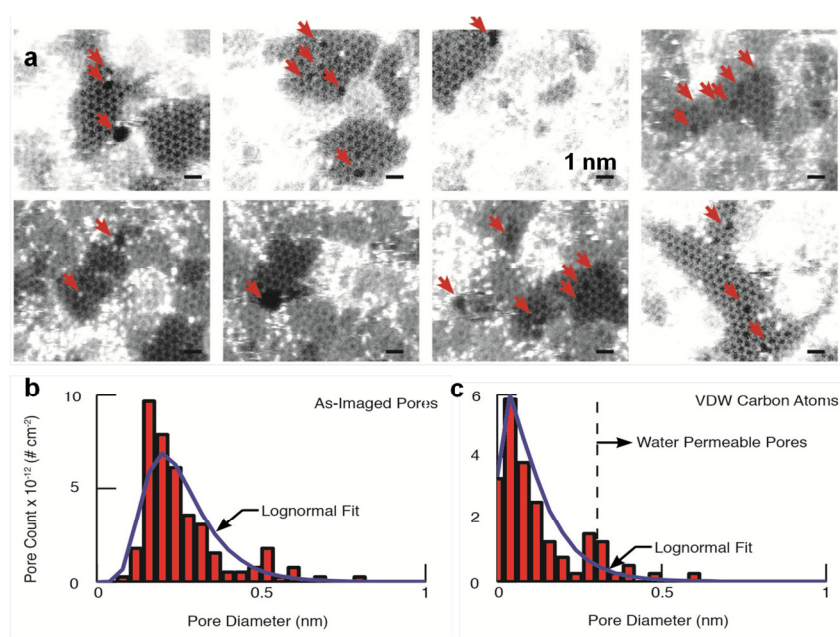 a
1 nm
b
As-Imaged Pores
10
5
0
Pore Count x 10⁻¹² (# cm⁻²)
Lognormal Fit
0
0.5
1
Pore Diameter (nm)
c
VDW Carbon Atoms
6
4
2
0
Water Permeable Pores
Lognormal Fit
0
0.5
1
Pore Diameter (nm)